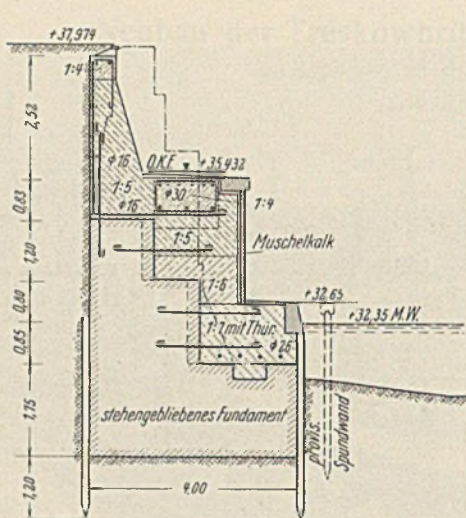 +37,974
1:4
2,52
O.K.F.
+35,432
φ16
1:5
φ30
1:4
φ16
0,83
1:5
Muschelkalk
1,20
1:6
+32,65
0,80
+32,35 M.W.
1:7 mit Thur.
φ26
0,85
stehengebliebenes Fundament
provis.
Spundwand
1,75
4,00
1,20